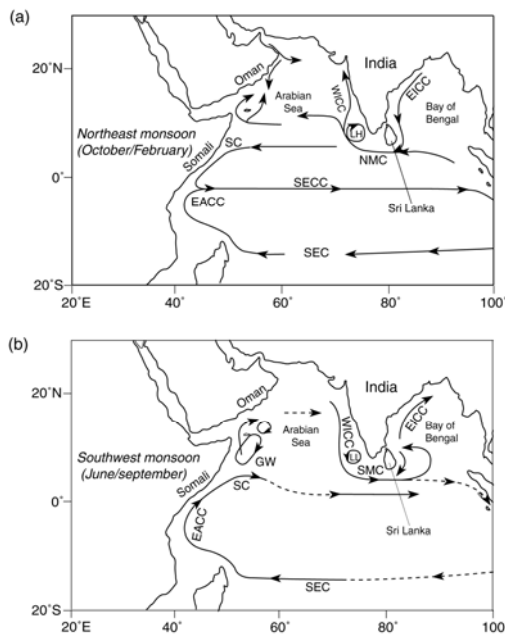 (a)
20°N
0°
20°S
20°E
40°
60°
80°
100°
Oman
India
Arabian
Sea
WICC
EICC
Bay of
Bengal
Northeast monsoon
(October/February)
Somali
SC
LH
NMC
SECC
EACC
Sri Lanka
SEC
(b)
20°N
0°
20°S
20°E
40°
60°
80°
100°
Oman
India
Arabian
Sea
WICC
EICC
Bay of
Bengal
Southwest monsoon
(June/september)
GW
LL
SMC
Somali
SC
EACC
Sri Lanka
SEC